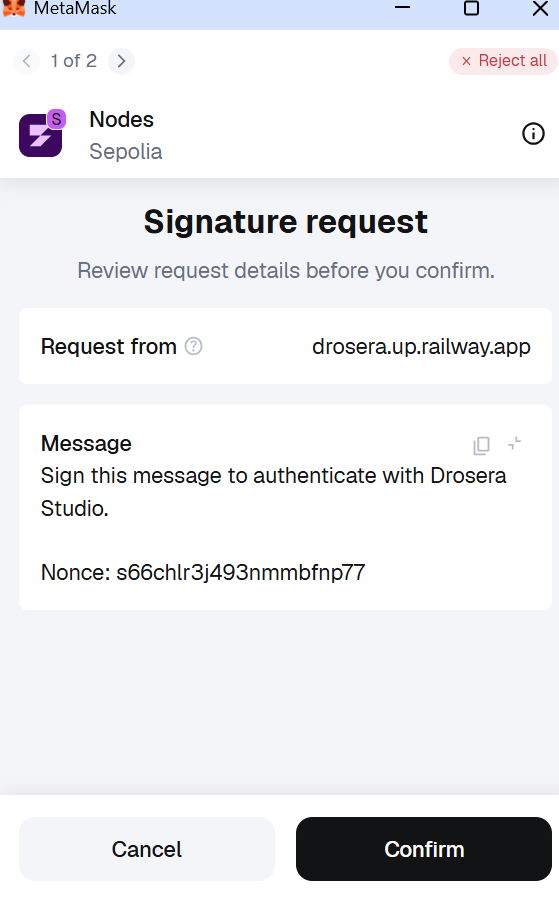 MetaMask
1 of 2
× Reject all
S
Nodes
Sepolia
Signature request
Review request details before you confirm.
Request from
drosera.up.railway.app
Message
Sign this message to authenticate with Drosera
Studio.
Nonce: s66chlr3j493nmmbfnp77
Cancel
Confirm